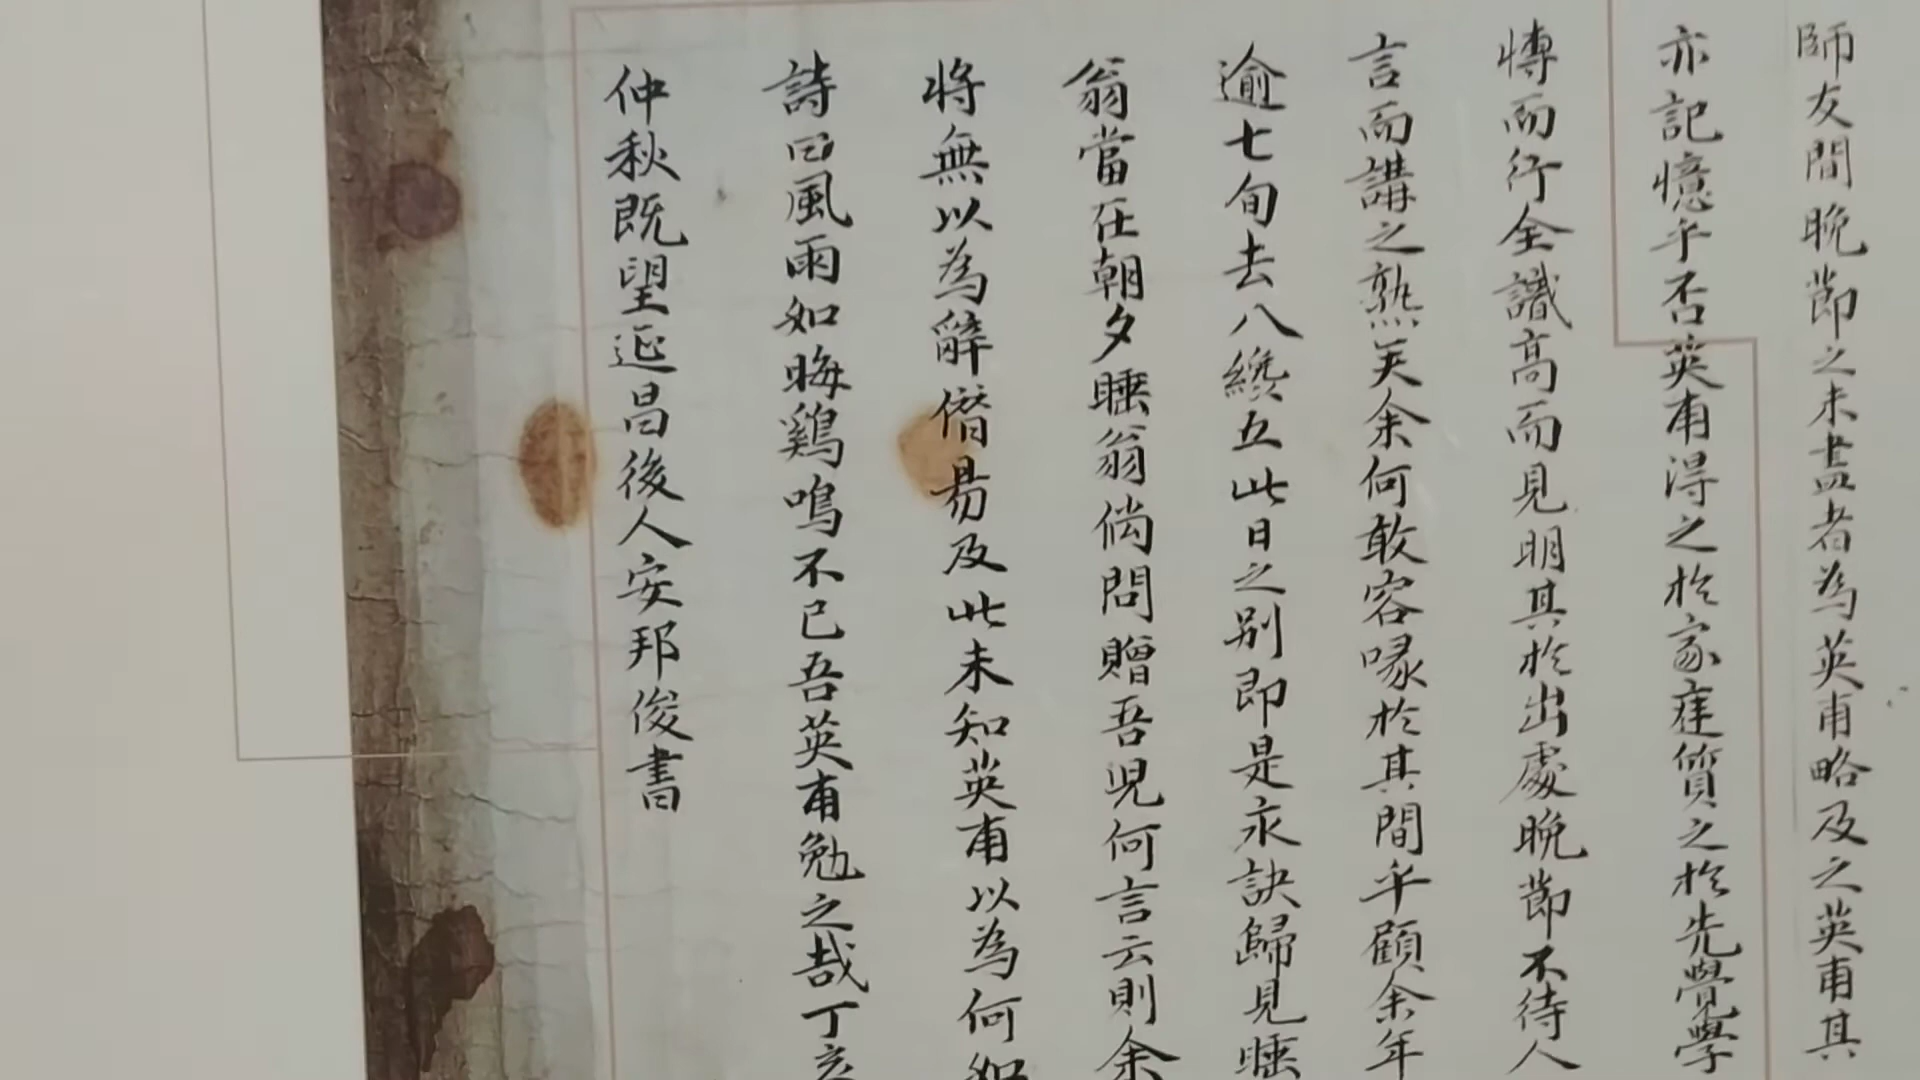 師友間晚節之未盡者為英甫略及之英甫其
亦記憶乎否英甫得之於家庭質之於先覺學
博而行全識高而見明其於出處晚節不待人
言而講之熟矣余何敢容喙於其間乎顧余年
逾七旬去八纔五此日之别即是永訣歸見睡
翁當在朝夕睡翁倘問贈吾児何言云則余
將無以為辭僭易及此未知英甫以為何如
詩曰風雨如晦鷄鳴不已吾英甫勉之哉丁亥
仲秋既望延昌後人安邦俊書